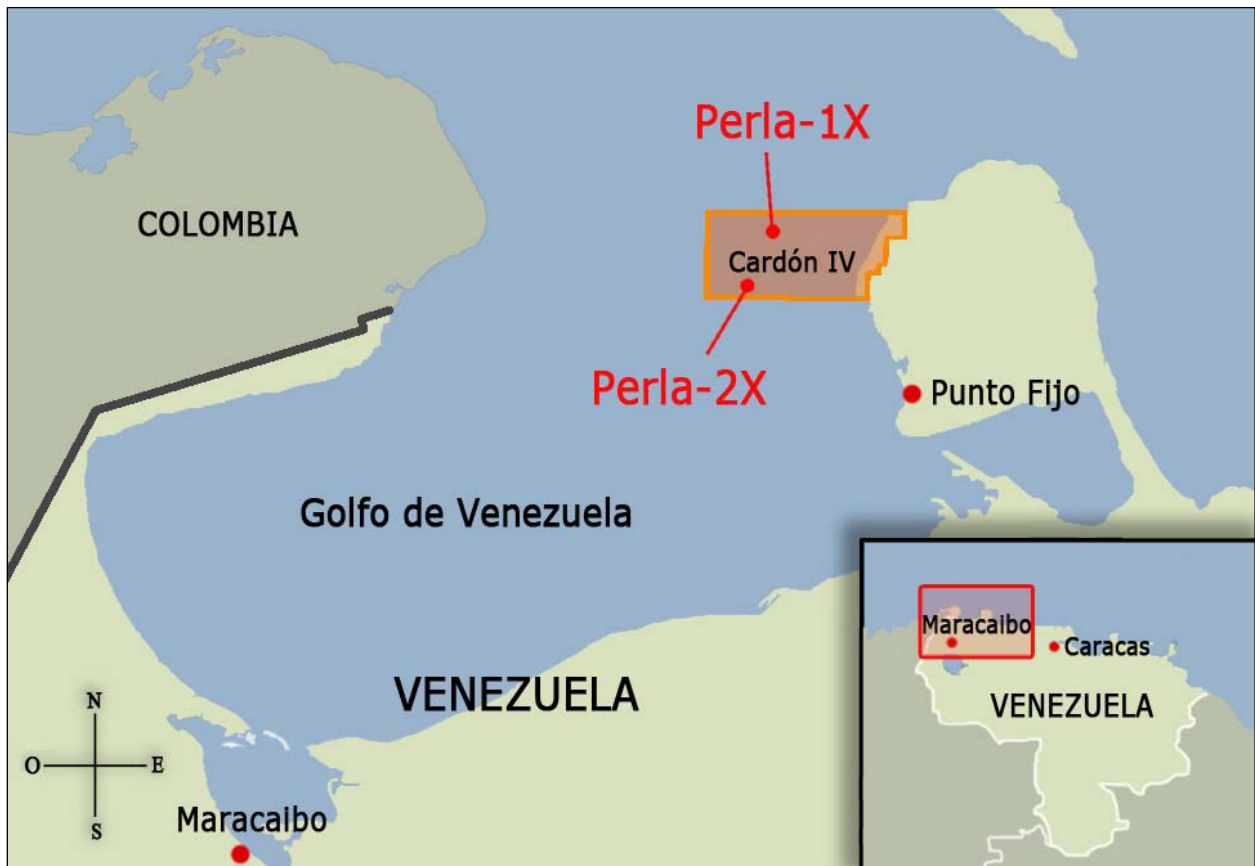 Perla-1X
COLOMBIA
Cardón IV
Perla-2X
Punto Fijo
Golfo de Venezuela
VENEZUELA
N
O
E
S
Maracaibo
Maracaibo
Caracas
VENEZUELA